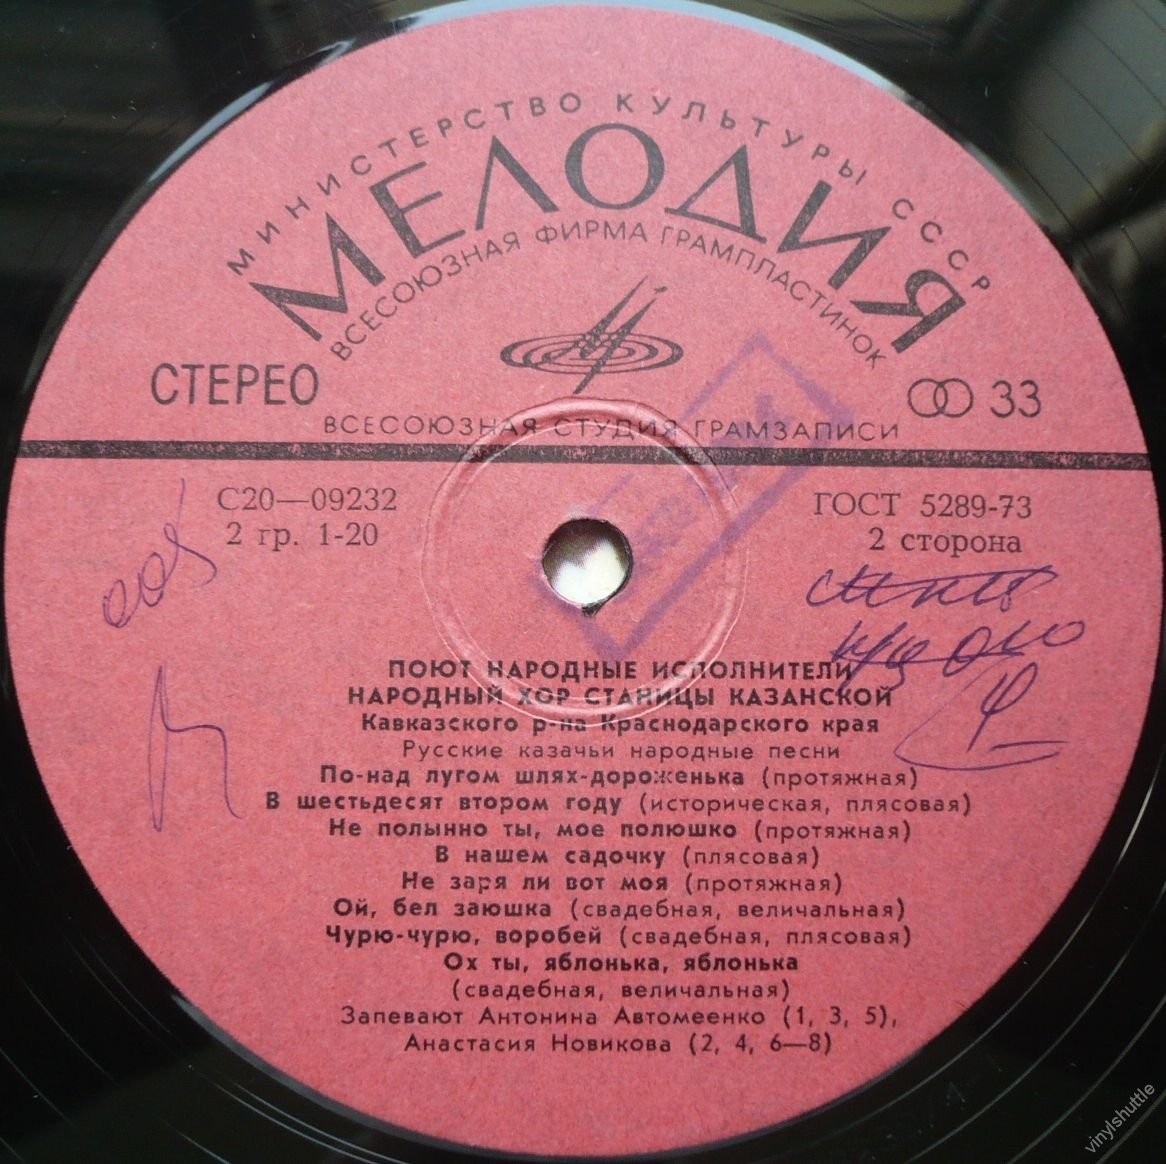 МИНИСТЕРСТВО КУЛЬТУРЫ СССР
МЕЛОДИЯ
ВСЕСОЮЗНАЯ ФИРМА ГРАМПЛАСТИНОК
СТЕРЕО
33
ВСЕСОЮЗНАЯ СТУДИЯ ГРАМЗАПИСИ
С20—09232
ГОСТ 5289-73
2 гр. 1-20
2 сторона
ПОЮТ НАРОДНЫЕ ИСПОЛНИТЕЛИ
НАРОДНЫЙ ХОР СТАНИЦЫ КАЗАНСКОЙ
Кавказского р-на Краснодарского края
Русские казачьи народные песни
По-над лугом шлях-дороженька (протяжная)
В шестьдесят втором году (историческая, плясовая)
Не полынно ты, мое полюшко (протяжная)
В нашем садочку (плясовая)
Не заря ли вот моя (протяжная)
Ой, бел заюшка (свадебная, величальная)
Чурю-чурю, воробей (свадебная, плясовая)
Ох ты, яблонька, яблонька
(свадебная, величальная)
Запевают Антонина Автомеенко (1, 3, 5),
Анастасия Новикова (2, 4, 6—8)
vinylshuttle